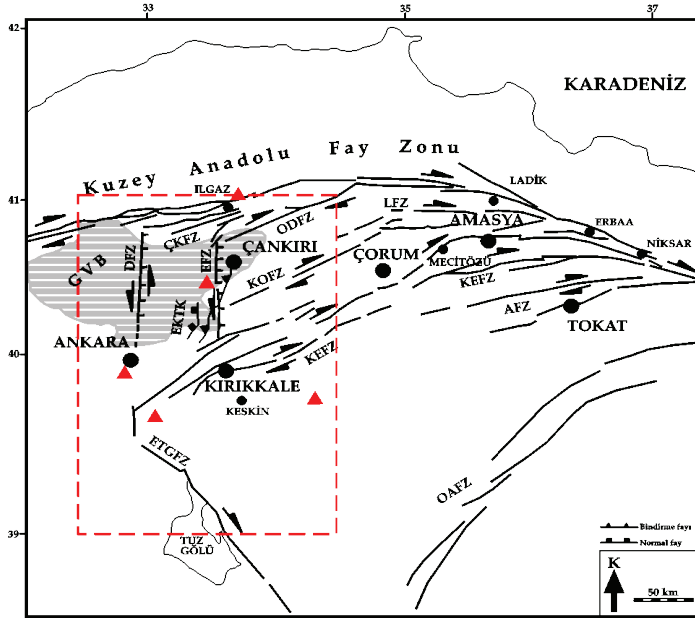 33 35 37
42
KARADENİZ
Kuzey Anadolu Fay Zonu
LADİK
41
ILGAZ
LFZ
ERBAA
ODFZ
AMASYA
ÇKFZ
NİKSAR
ÇANKIRI
GVB
DFZ
EFZ
ÇORUM
MECİTÖZÜ
KOFZ
KEFZ
EKTK
AFZ
TOKAT
ANKARA
40
KEFZ
KIRIKKALE
KESKİN
ETGFZ
OAFZ
39
TUZ
GÖLÜ
Bindirme fayı
Normal fay
K
50 km